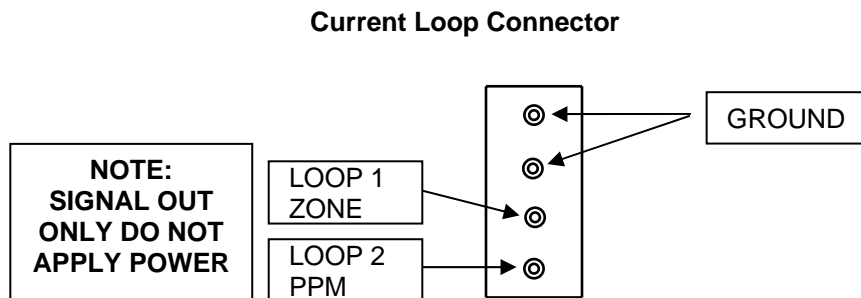 Current Loop Connector
GROUND
NOTE:
SIGNAL OUT
ONLY DO NOT
APPLY POWER
LOOP 1
ZONE
LOOP 2
PPM